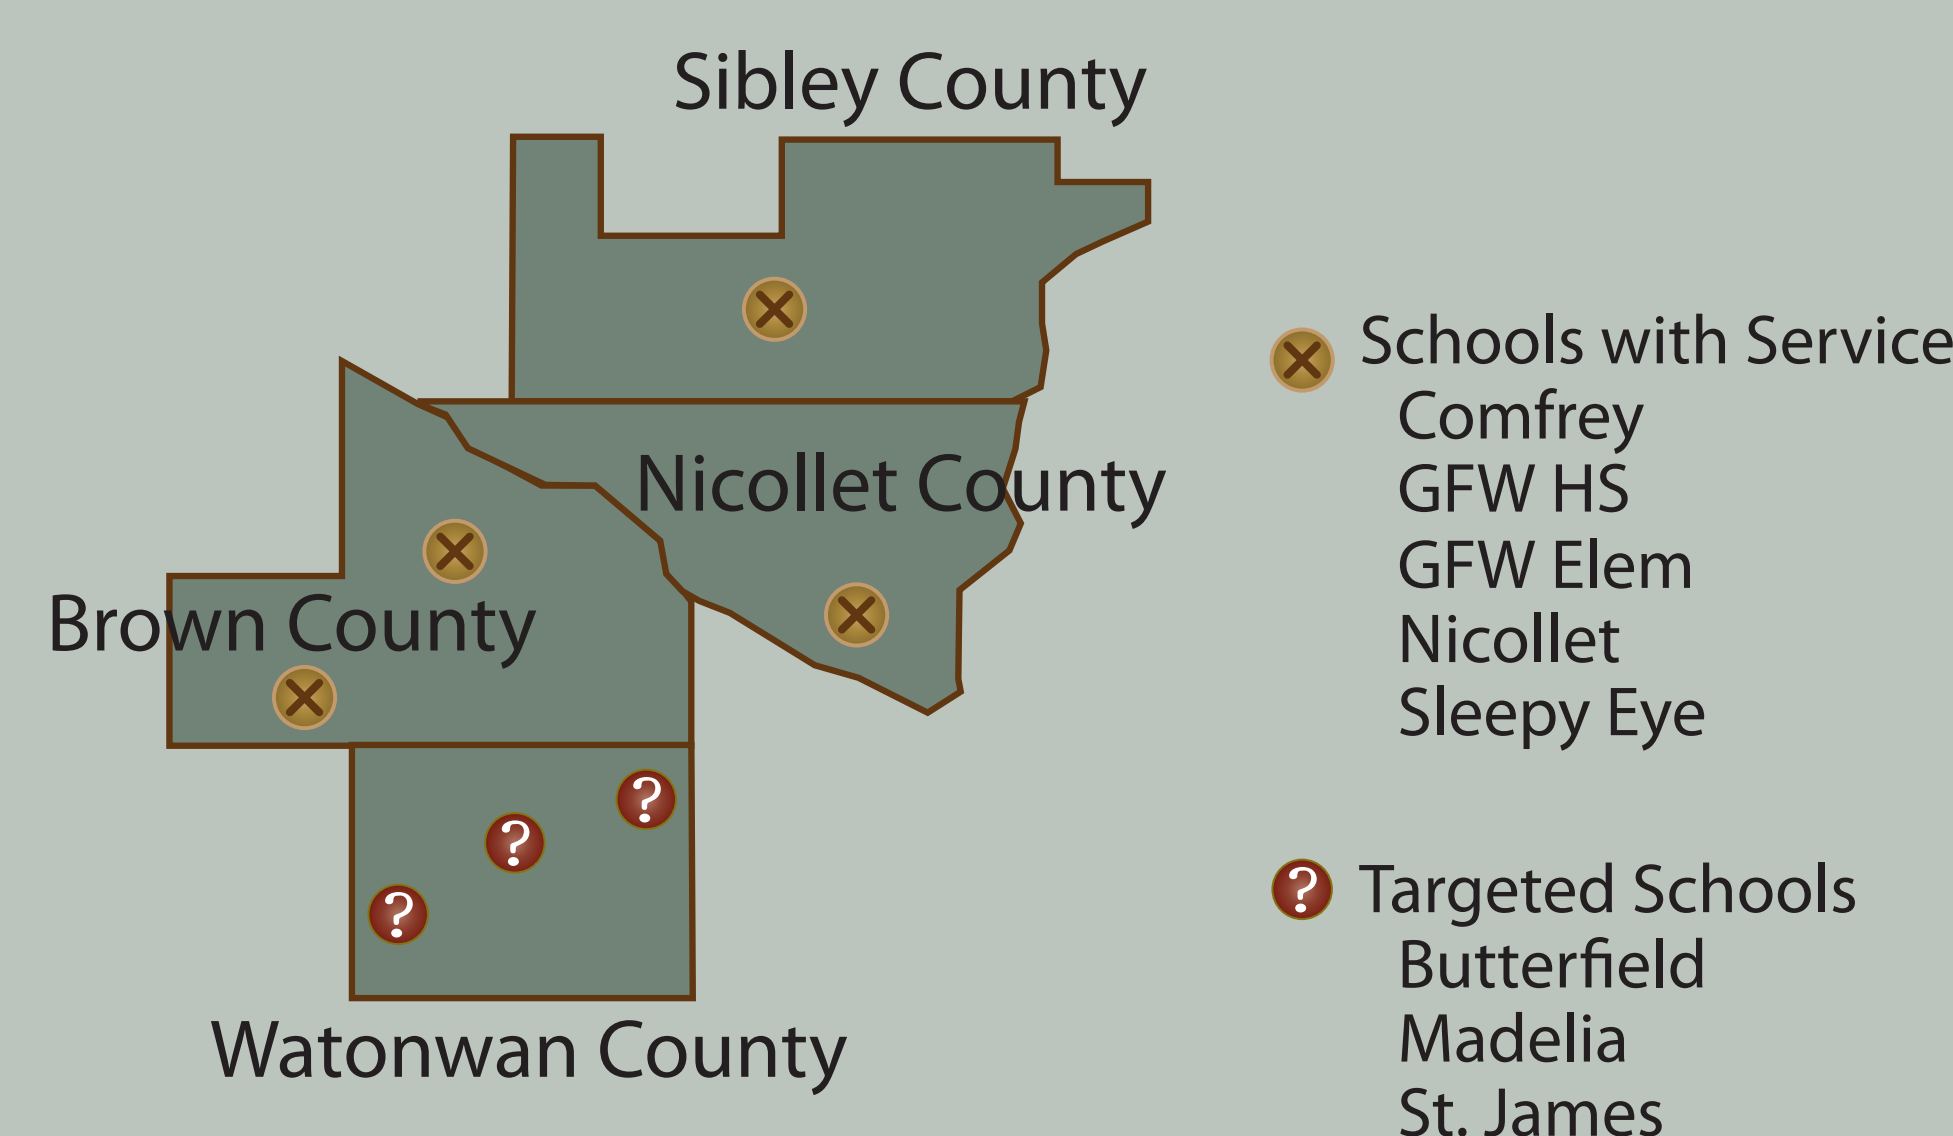 Sibley County
Nicollet County
Brown County
Watonwan County
Schools with Service
Comfrey
GFW HS
GFW Elem
Nicollet
Sleepy Eye
? Targeted Schools
Butterfield
Madelia
St. James
?
?
?